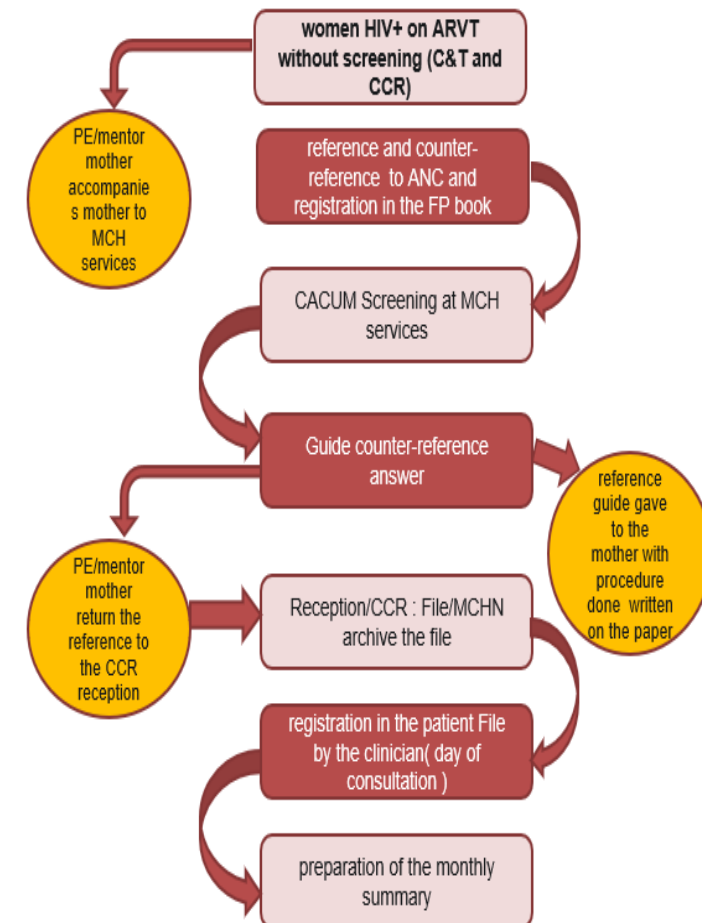 women HIV+ on ARVT
without screening (C&T and
CCR)
PE/mentor
mother
accompanie
s mother to
MCH
services
reference and counter-
reference to ANC and
registration in the FP book
CACUM Screening at MCH
services
Guide counter-reference
answer
reference
guide gave
to the
mother with
procedure
done written
on the paper
PE/mentor
mother
return the
reference to
the CCR
reception
Reception/CCR : File/MCHN
archive the file
registration in the patient File
by the clinician( day of
consultation )
preparation of the monthly
summary